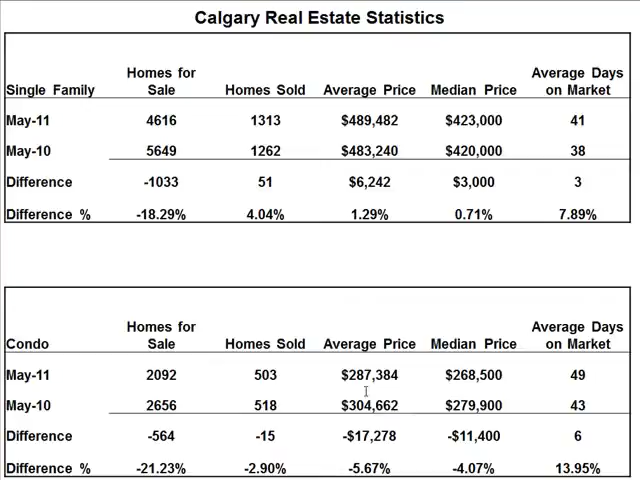 Calgary Real Estate Statistics
Single Family Homes for Sale Homes Sold Average Price Median Price Average Days on Market
May-11 4616 1313 $489,482 $423,000 41
May-10 5649 1262 $483,240 $420,000 38
Difference -1033 51 $6,242 $3,000 3
Difference % -18.29% 4.04% 1.29% 0.71% 7.89%
Condo Homes for Sale Homes Sold Average Price Median Price Average Days on Market
May-11 2092 503 $287,384 $268,500 49
May-10 2656 518 $304,662 $279,900 43
Difference -564 -15 -$17,278 -$11,400 6
Difference % -21.23% -2.90% -5.67% -4.07% 13.95%